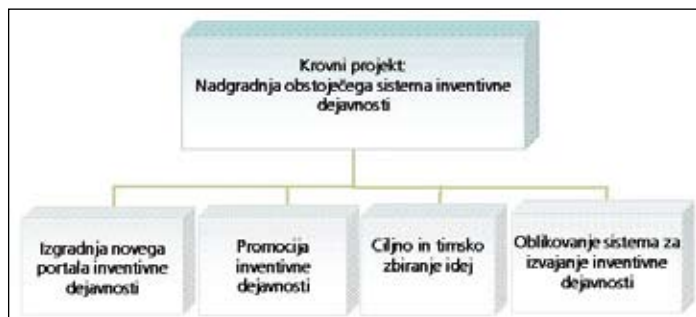 Krovni projekt:
Nadgradnja obstoječega sistema inventivne
dejavnosti
Izgradnja novega
portala inventivne
dejavnosti
Promocija
inventivne
dejavnosti
Ciljno in timsko
zbiranje idej
Oblikovanje sistema za
izvajanje inventivne
dejavnosti